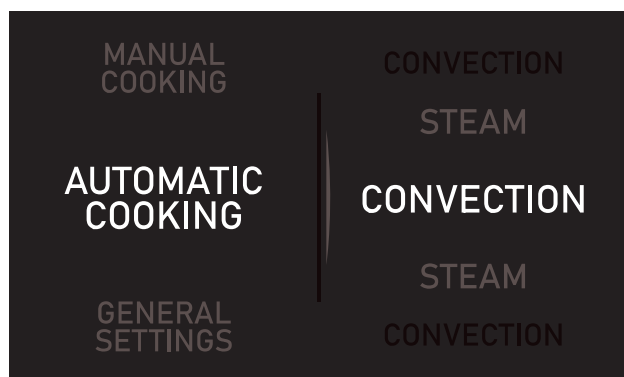 MANUAL
COOKING
AUTOMATIC
COOKING
GENERAL
SETTINGS
CONVECTION
STEAM
CONVECTION
STEAM
CONVECTION